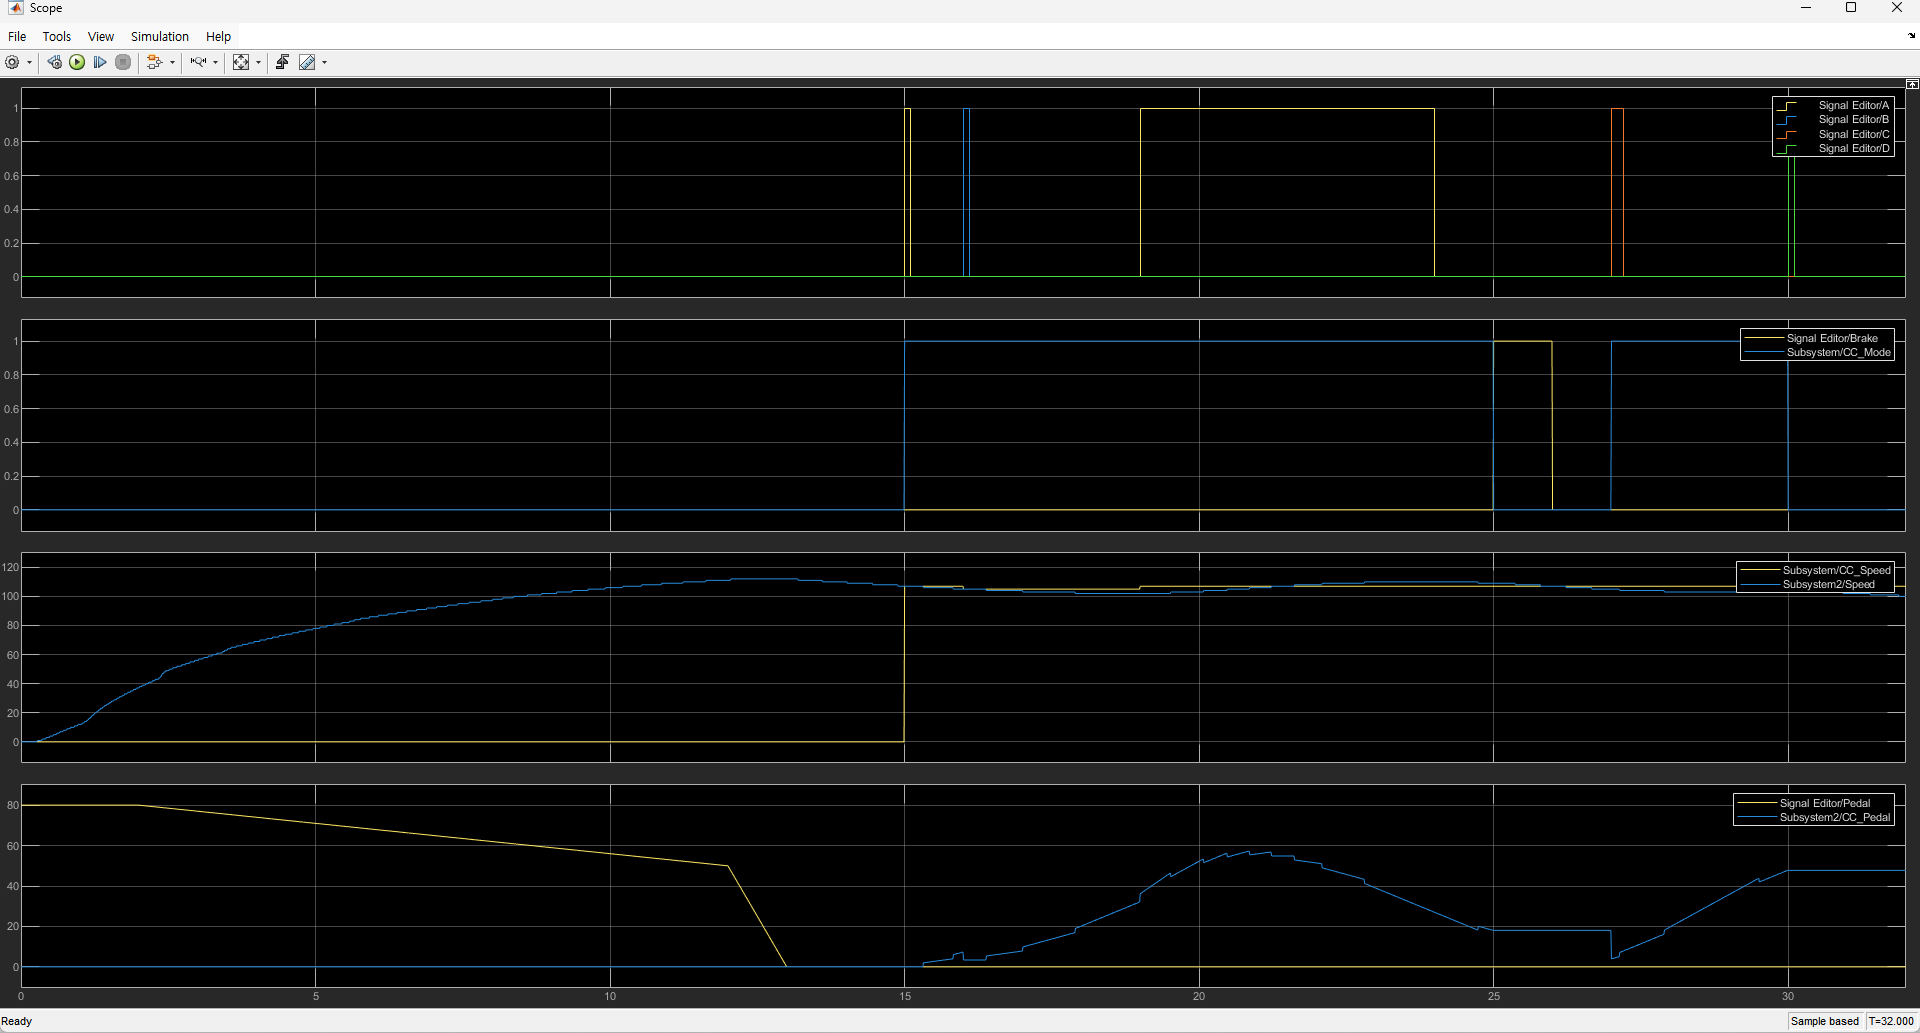 Scope
File Tools View Simulation Help
1
0.8
0.6
0.4
0.2
0
Signal Editor/A
Signal Editor/B
Signal Editor/C
Signal Editor/D
1
0.8
0.6
0.4
0.2
0
Signal Editor/Brake
Subsystem/CC_Mode
120
100
80
60
40
20
0
Subsystem/CC_Speed
Subsystem2/Speed
80
60
40
20
0
Signal Editor/Pedal
Subsystem2/CC_Pedal
0 5 10 15 20 25 30
Ready
Sample based T=32.000